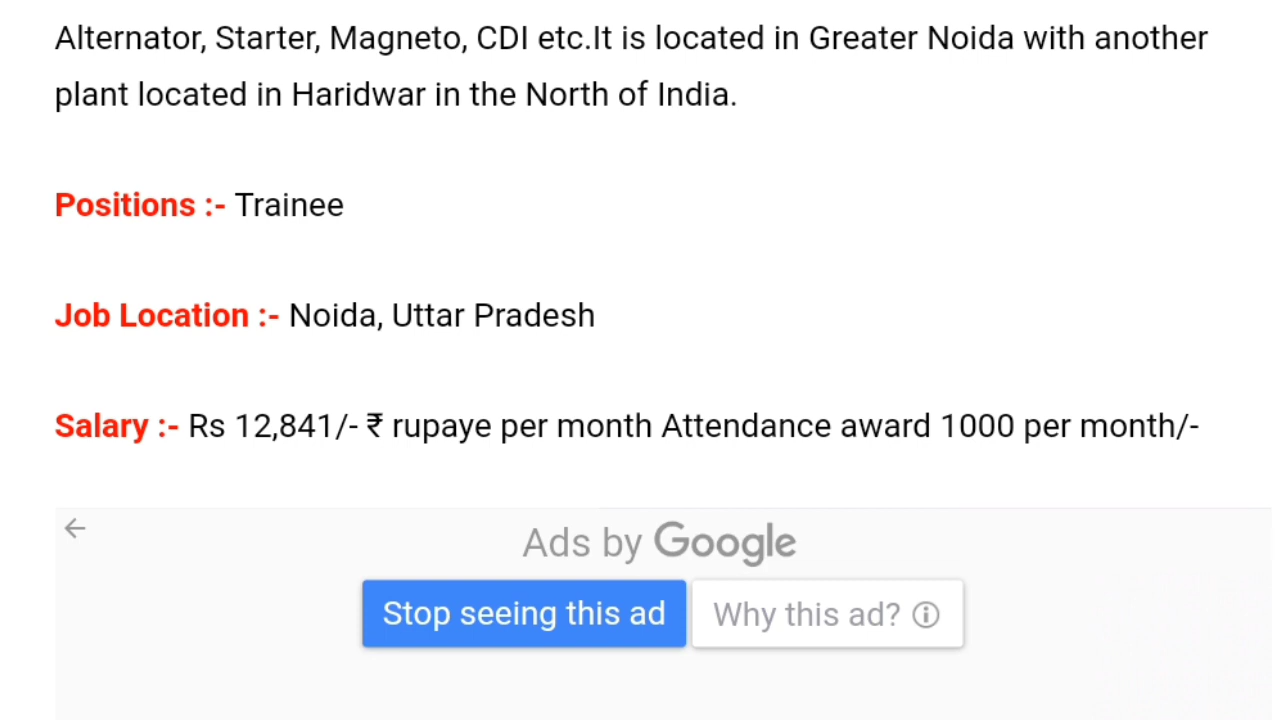 Alternator, Starter, Magneto, CDI etc.It is located in Greater Noida with another
plant located in Haridwar in the North of India.
Positions :- Trainee
Job Location :- Noida, Uttar Pradesh
Salary :- Rs 12,841/- ₹ rupaye per month Attendance award 1000 per month/-
Ads by Google
Stop seeing this ad
Why this ad?